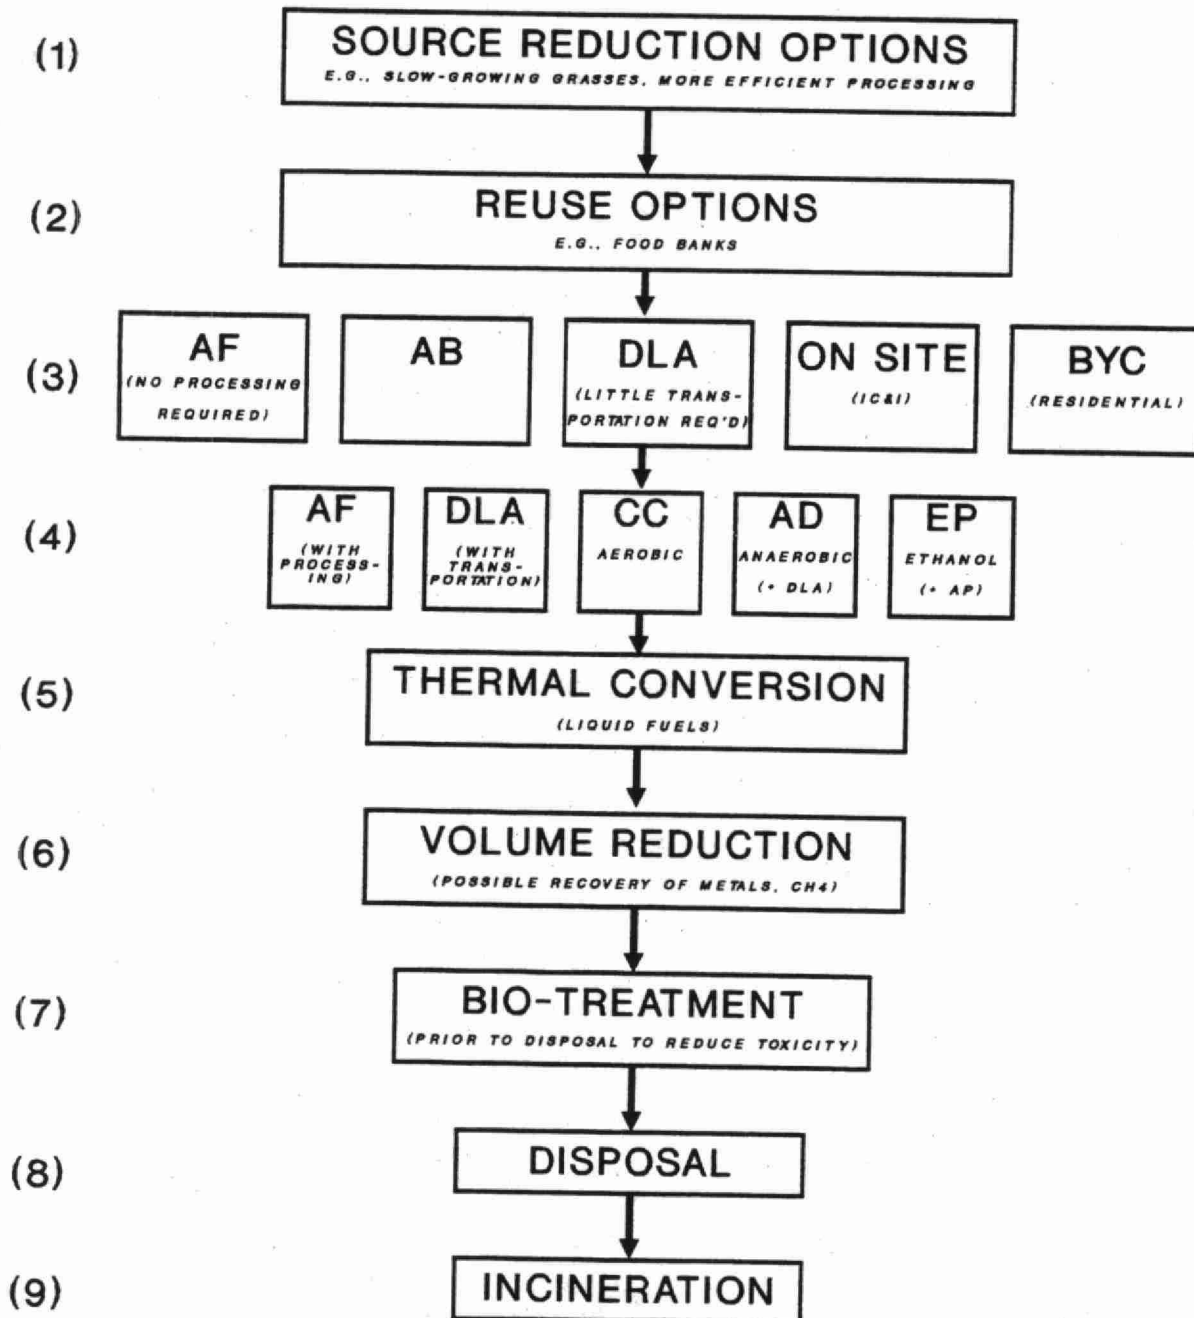 (1)
SOURCE REDUCTION OPTIONS
E.G., SLOW-GROWING GRASSES, MORE EFFICIENT PROCESSING
(2)
REUSE OPTIONS
E.G., FOOD BANKS
(3)
AF
(NO PROCESSING
REQUIRED)
AB
DLA
(LITTLE TRANS-
PORTATION REQ'D)
ON SITE
(IC&I)
BYC
(RESIDENTIAL)
(4)
AF
(WITH
PROCESS-
ING)
DLA
(WITH
TRANS-
PORTATION)
CC
AEROBIC
AD
ANAEROBIC
(+ DLA)
EP
ETHANOL
(+ AP)
(5)
THERMAL CONVERSION
(LIQUID FUELS)
(6)
VOLUME REDUCTION
(POSSIBLE RECOVERY OF METALS, CH4)
(7)
BIO-TREATMENT
(PRIOR TO DISPOSAL TO REDUCE TOXICITY)
(8)
DISPOSAL
(9)
INCINERATION